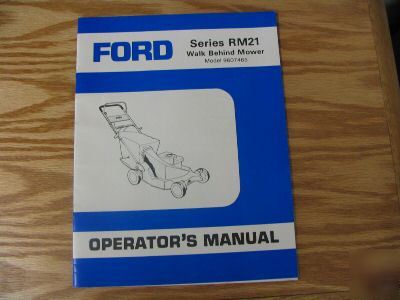 FORD
Series RM21
Walk Behind Mower
Model 9607465
OPERATOR'S MANUAL